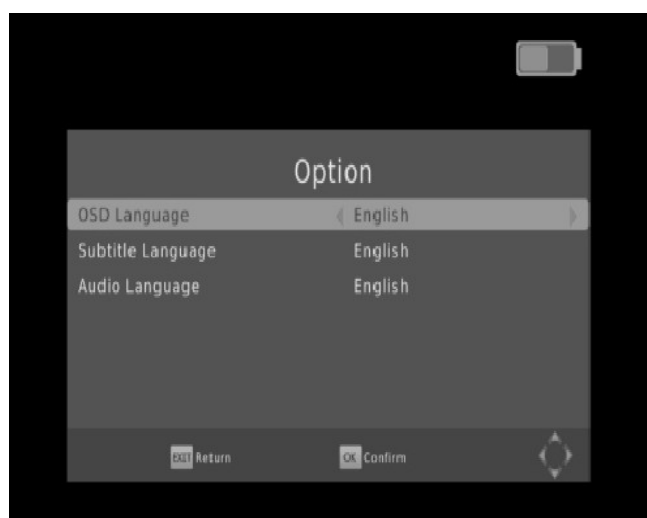 Option
OSD Language English
Subtitle Language English
Audio Language English
EXIT Return OK Confirm